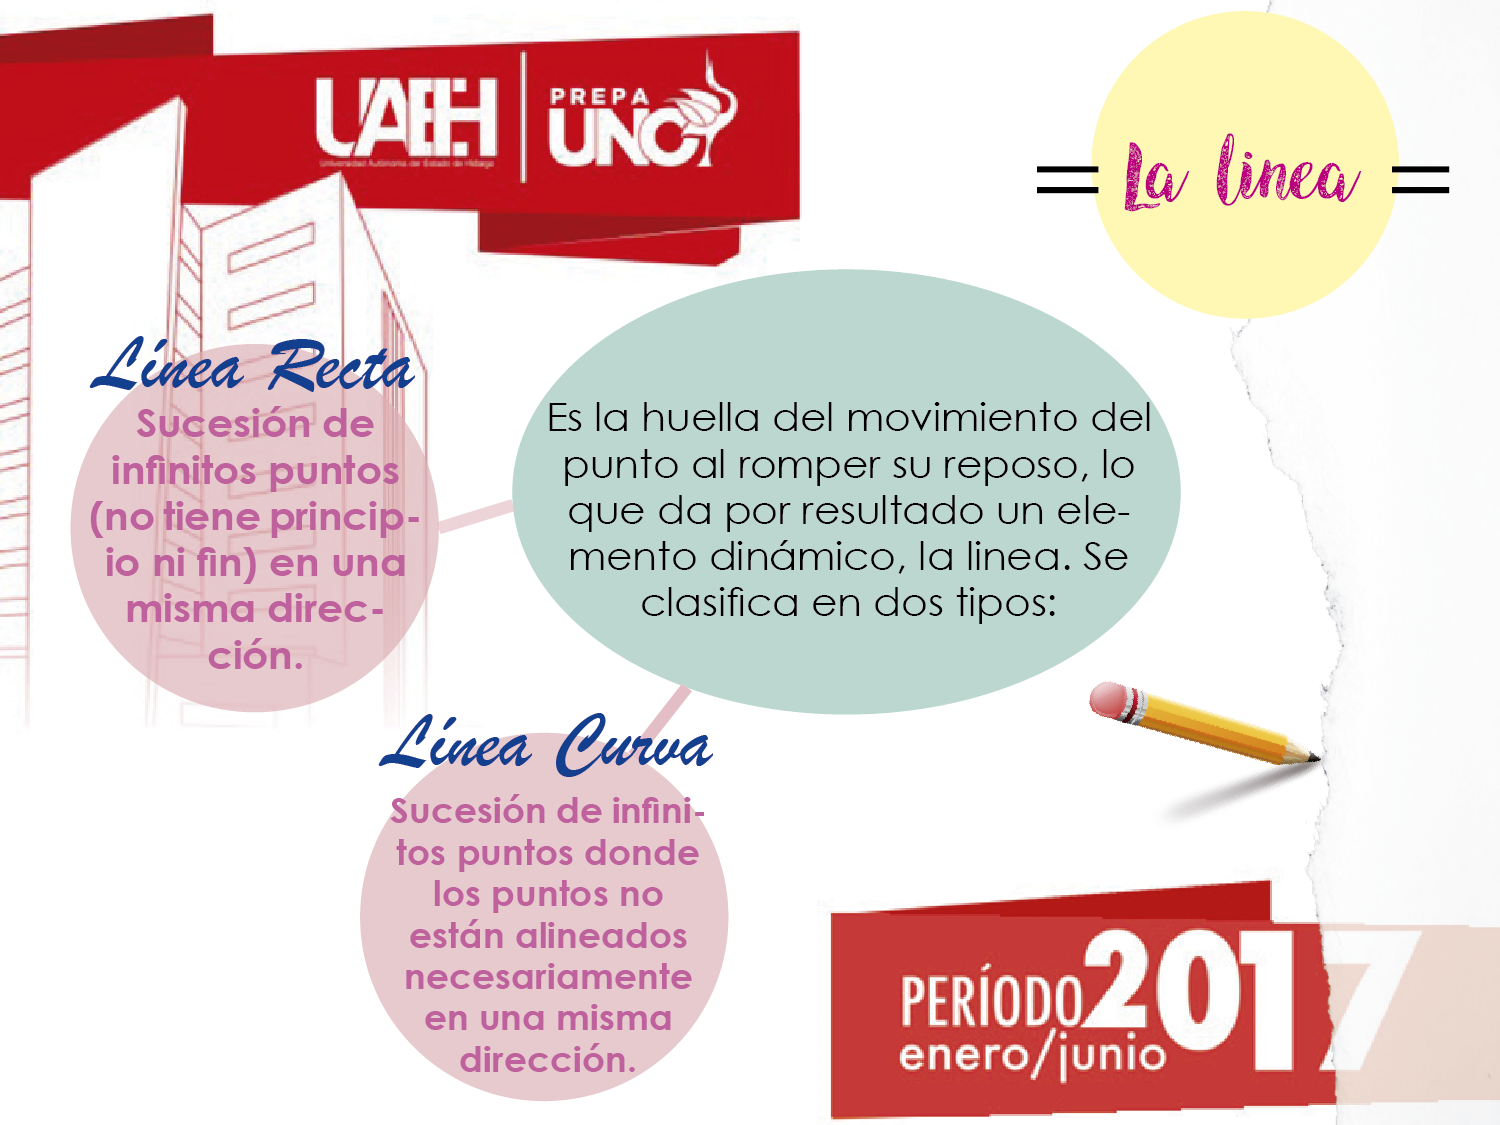 UAEH
Universidad Autónoma del Estado de Hidalgo
PREPA
UNO
La linea
Es la huella del movimiento del
punto al romper su reposo, lo
que da por resultado un ele-
mento dinámico, la linea. Se
clasifica en dos tipos:
Línea Recta
Sucesión de
infinitos puntos
(no tiene princip-
io ni fin) en una
misma direc-
ción.
Línea Curva
Sucesión de infini-
tos puntos donde
los puntos no
están alineados
necesariamente
en una misma
dirección.
PERÍODO 2017
enero/junio